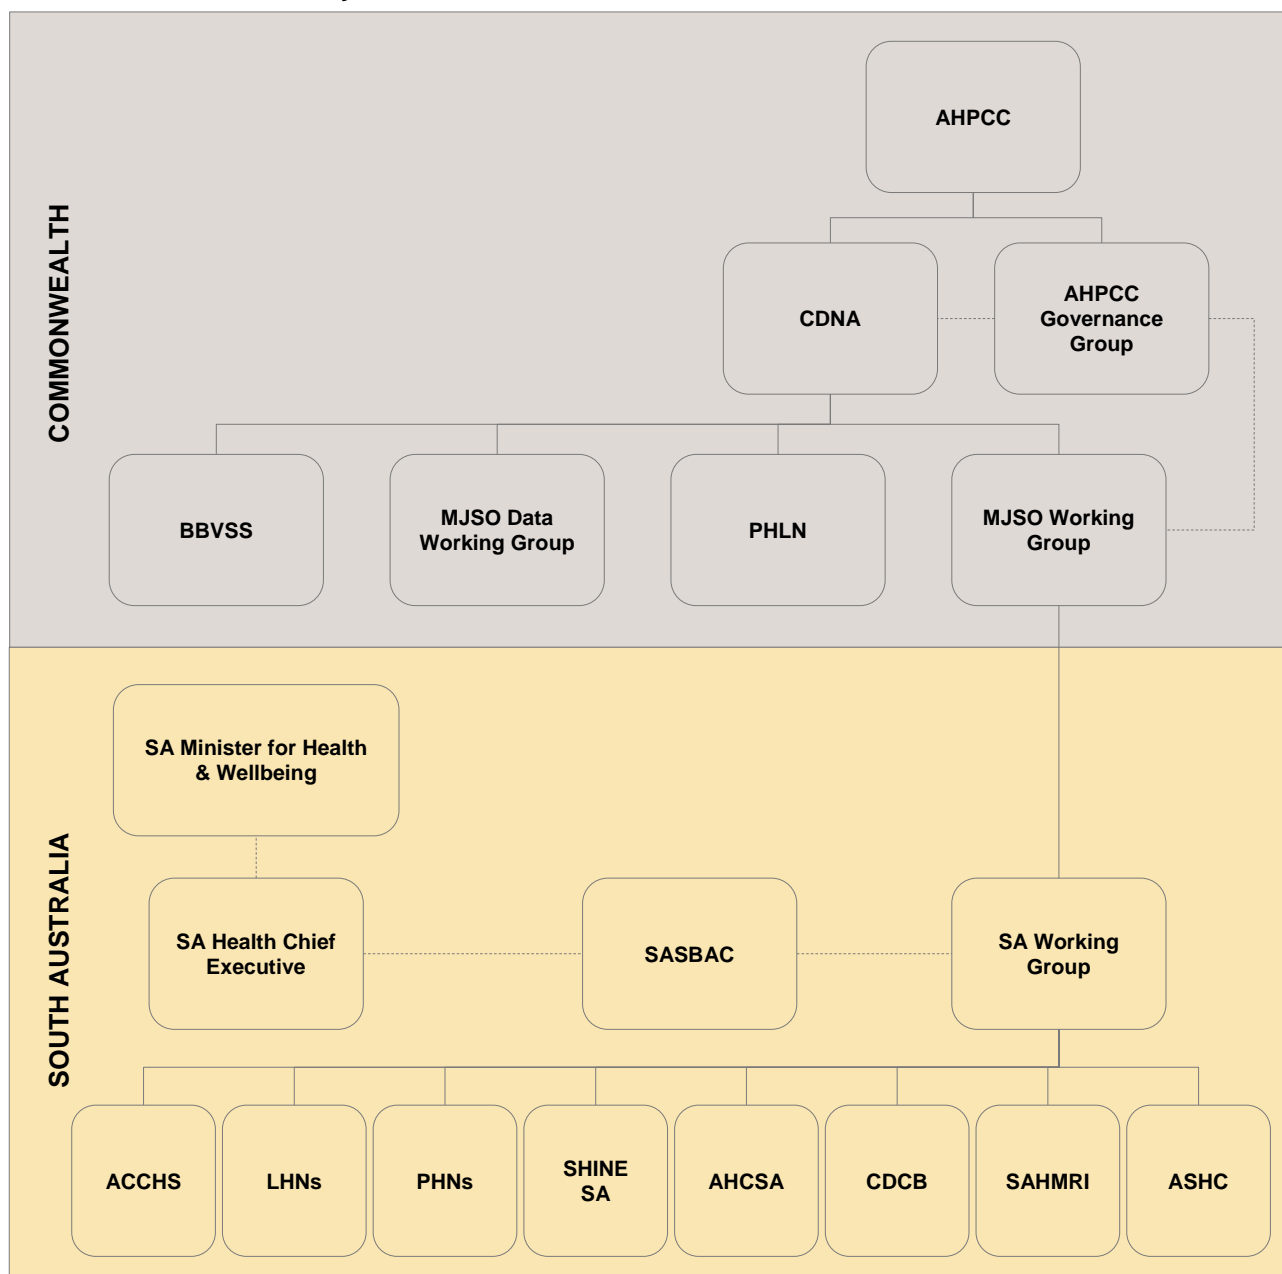 COMMONWEALTH
AHPCC
CDNA
AHPCC
Governance
Group
BBVSS
MJSO Data
Working Group
PHLN
MJSO Working
Group
SOUTH AUSTRALIA
SA Minister for Health
& Wellbeing
SA Health Chief
Executive
SASBAC
SA Working
Group
ACCHS
LHNs
PHNs
SHINE
SA
AHCSA
CDCB
SAHMRI
ASHC